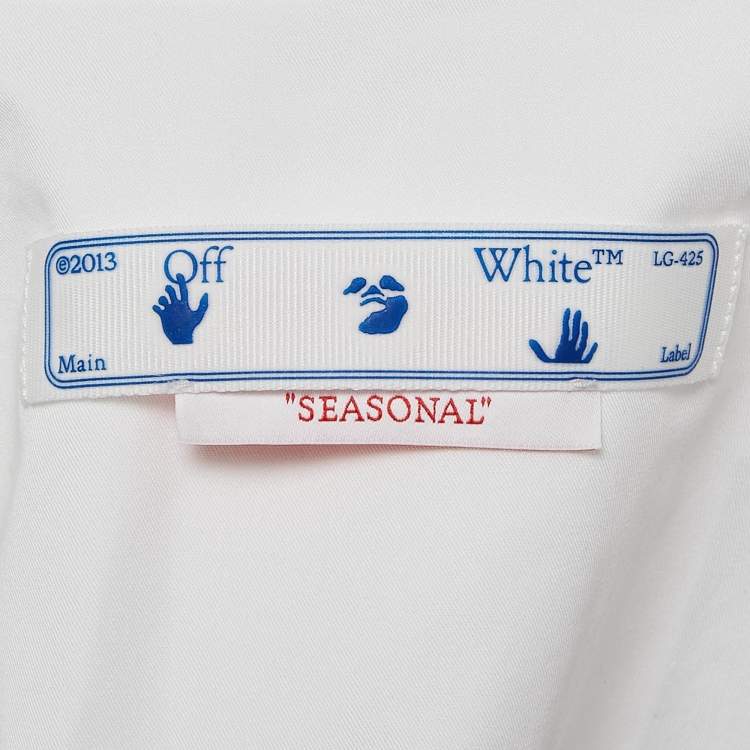 ©2013 Off White™ LG-425
Main Label
"SEASONAL"